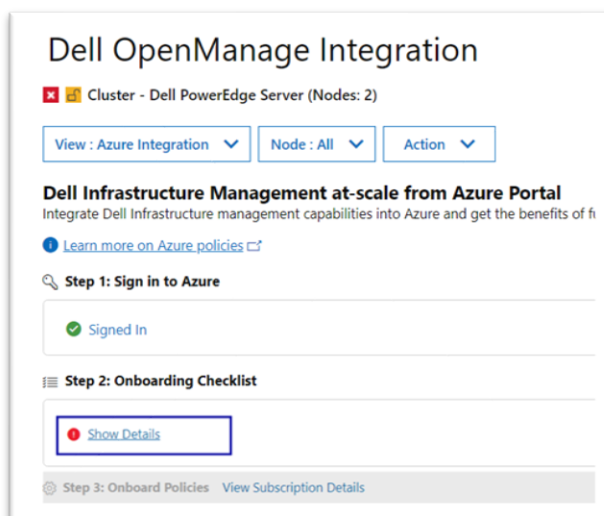 Dell OpenManage Integration
Cluster - Dell PowerEdge Server (Nodes: 2)
View : Azure Integration Node : All Action
Dell Infrastructure Management at-scale from Azure Portal
Integrate Dell Infrastructure management capabilities into Azure and get the benefits of
Learn more on Azure policies
Step 1: Sign in to Azure
Signed In
Step 2: Onboarding Checklist
Show Details
Step 3: Onboard Policies View Subscription Details